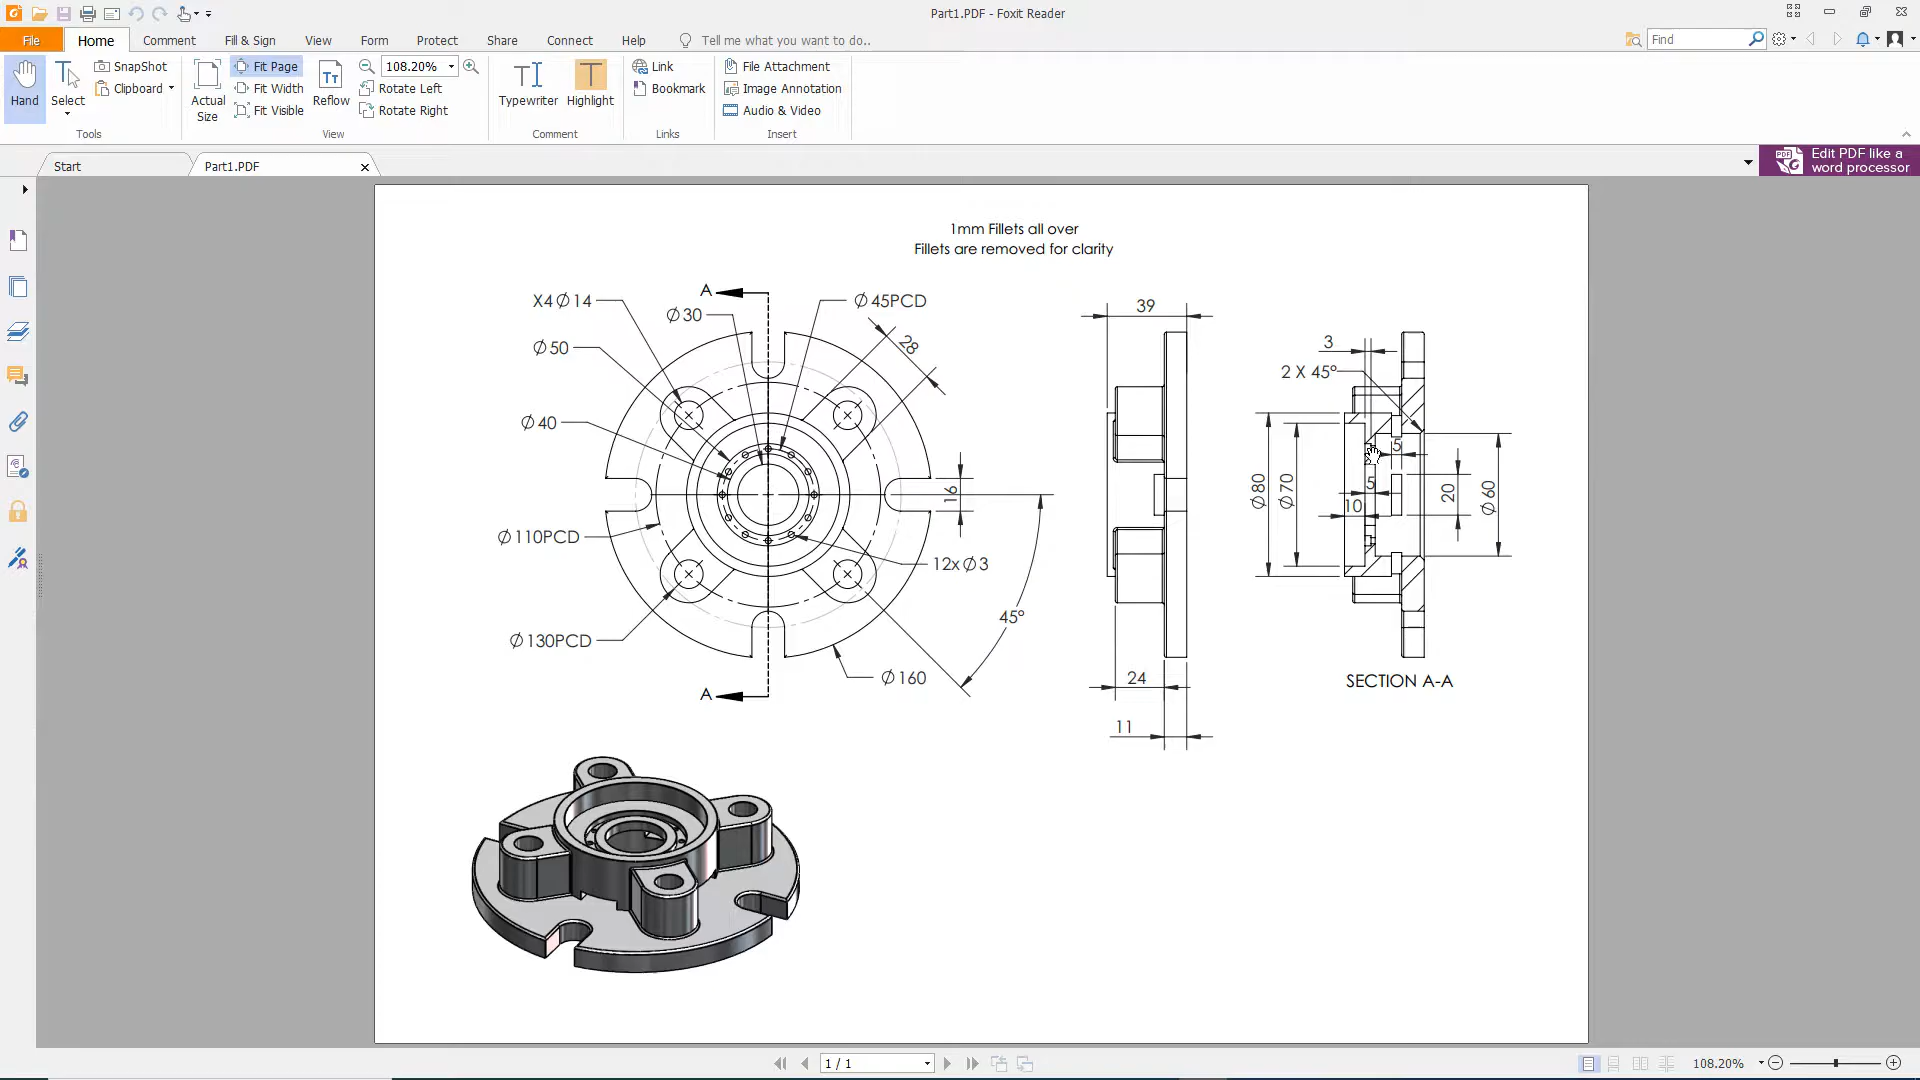 Part1.PDF - Foxit Reader
File Home Comment Fill & Sign View Form Protect Share Connect Help Tell me what you want to do.. Find
Hand
Select
SnapShot
Clipboard
Tools
Actual Size
Fit Page
Fit Width
Fit Visible
Reflow
108.20%
Rotate Left
Rotate Right
View
Typewriter
Highlight
Comment
Link
Bookmark
Links
File Attachment
Image Annotation
Audio & Video
Insert
Start
Part1.PDF
Edit PDF like a
word processor
1mm Fillets all over
Fillets are removed for clarity
A
X4∅14
∅30
∅45PCD
∅50
28
∅40
16
∅110PCD
12x∅3
45°
∅130PCD
∅160
A
39
24
11
3
2 X 45°
5
∅80
∅70
5
10
20
∅60
SECTION A-A
1 / 1
108.20%